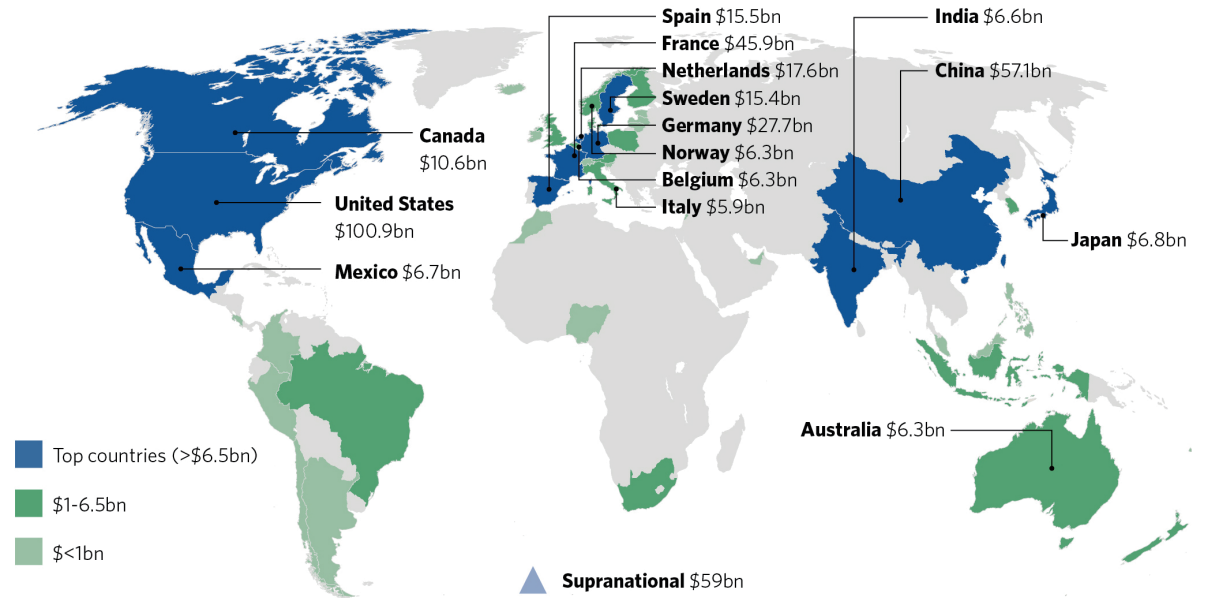 Spain $15.5bn
France $45.9bn
Netherlands $17.6bn
Sweden $15.4bn
Germany $27.7bn
Norway $6.3bn
Belgium $6.3bn
Italy $5.9bn
India $6.6bn
China $57.1bn
Canada
$10.6bn
United States
$100.9bn
Mexico $6.7bn
Japan $6.8bn
Australia $6.3bn
Top countries (>$6.5bn)
$1-6.5bn
$<1bn
Supranational $59bn